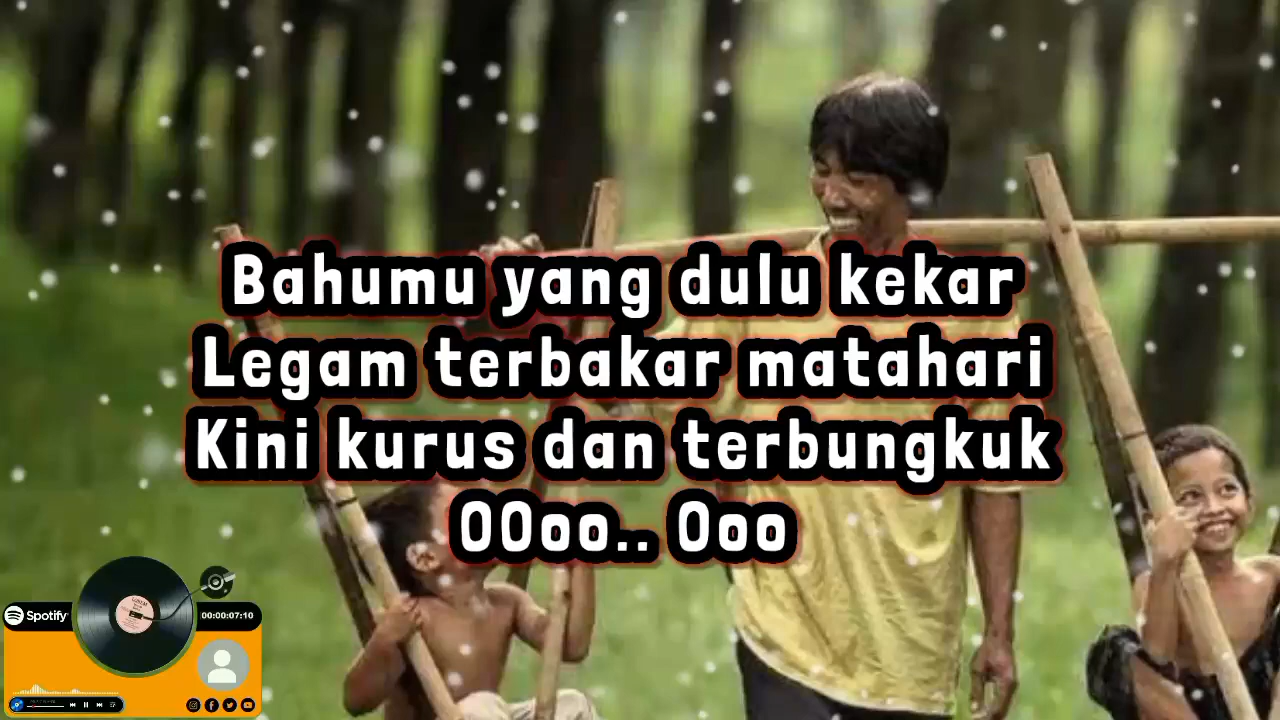 Bahumu yang dulu kekar
Legam terbakar matahari
Kini kurus dan terbungkuk
OOoo.. Ooo
Spotify
00:00:07:10